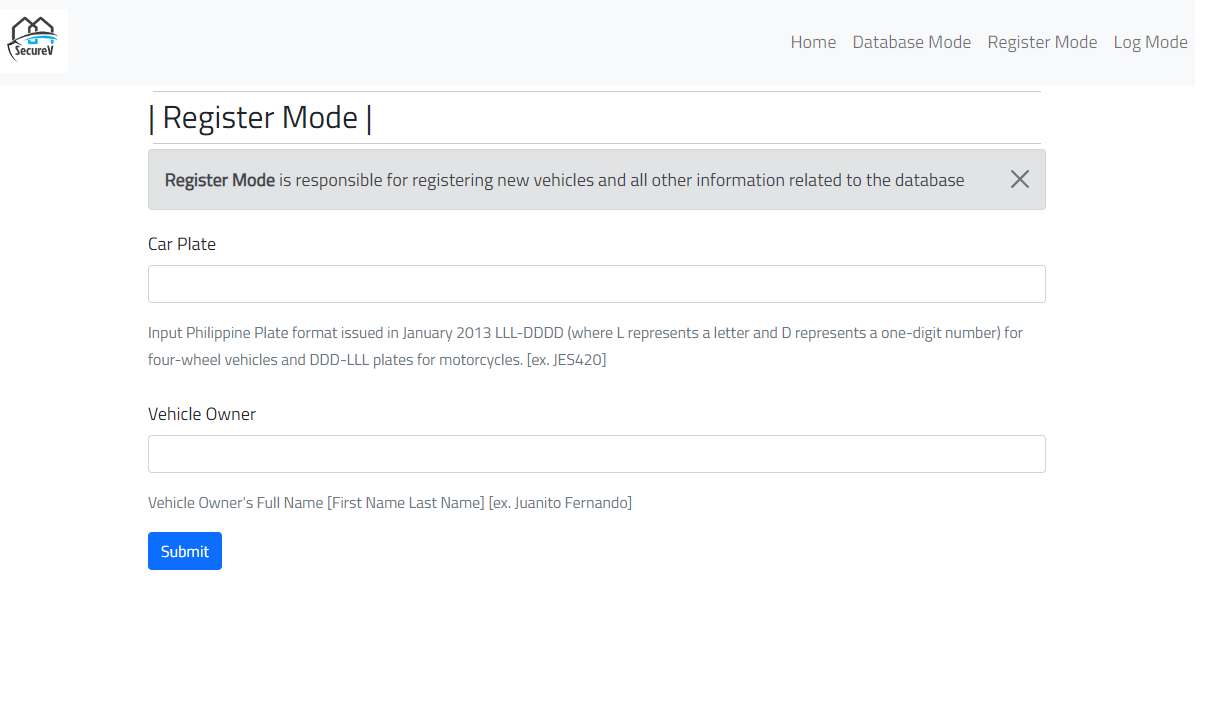 SecureV
Home Database Mode Register Mode Log Mode
| Register Mode |
Register Mode is responsible for registering new vehicles and all other information related to the database
Car Plate
Input Philippine Plate format issued in January 2013 LLL-DDDD (where L represents a letter and D represents a one-digit number) for
four-wheel vehicles and DDD-LLL plates for motorcycles. [ex. JES420]
Vehicle Owner
Vehicle Owner's Full Name [First Name Last Name] [ex. Juanito Fernando]
Submit